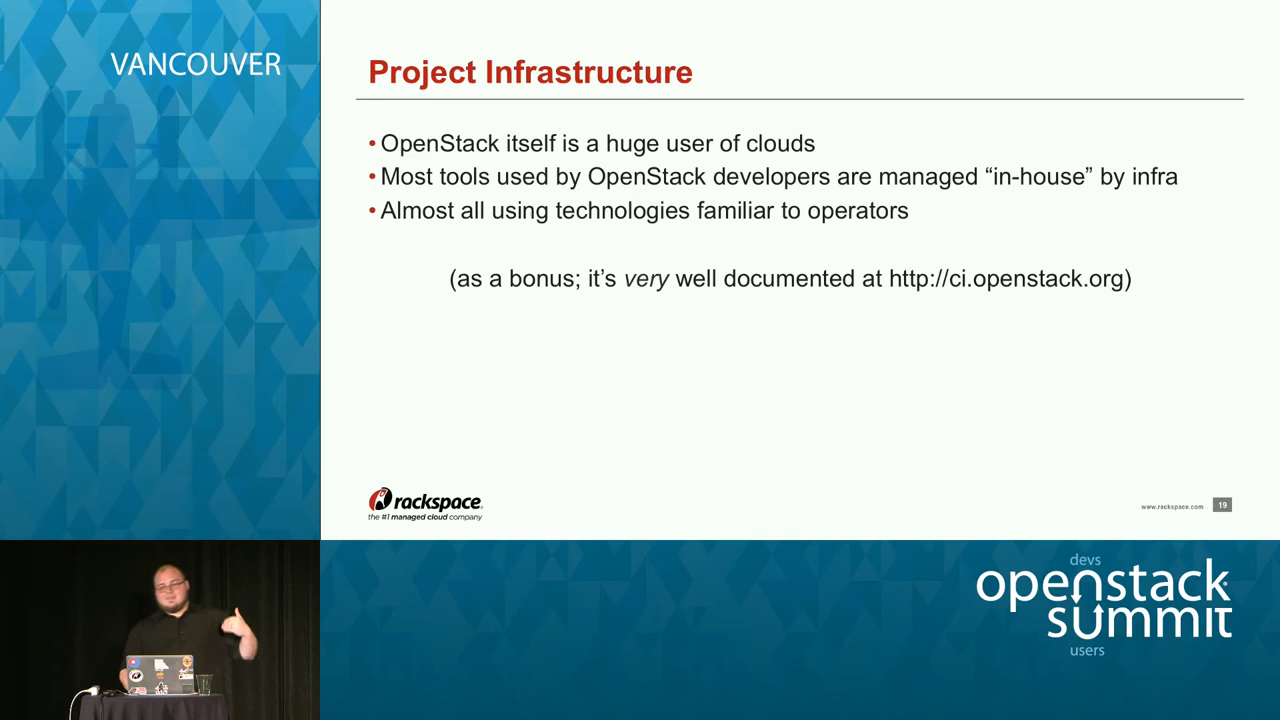 VANCOUVER
Project Infrastructure
• OpenStack itself is a huge user of clouds
• Most tools used by OpenStack developers are managed “in-house” by infra
• Almost all using technologies familiar to operators
(as a bonus; it’s very well documented at http://ci.openstack.org)
rackspace
the #1 managed cloud company
www.rackspace.com 19
devs
openstack
summit
users